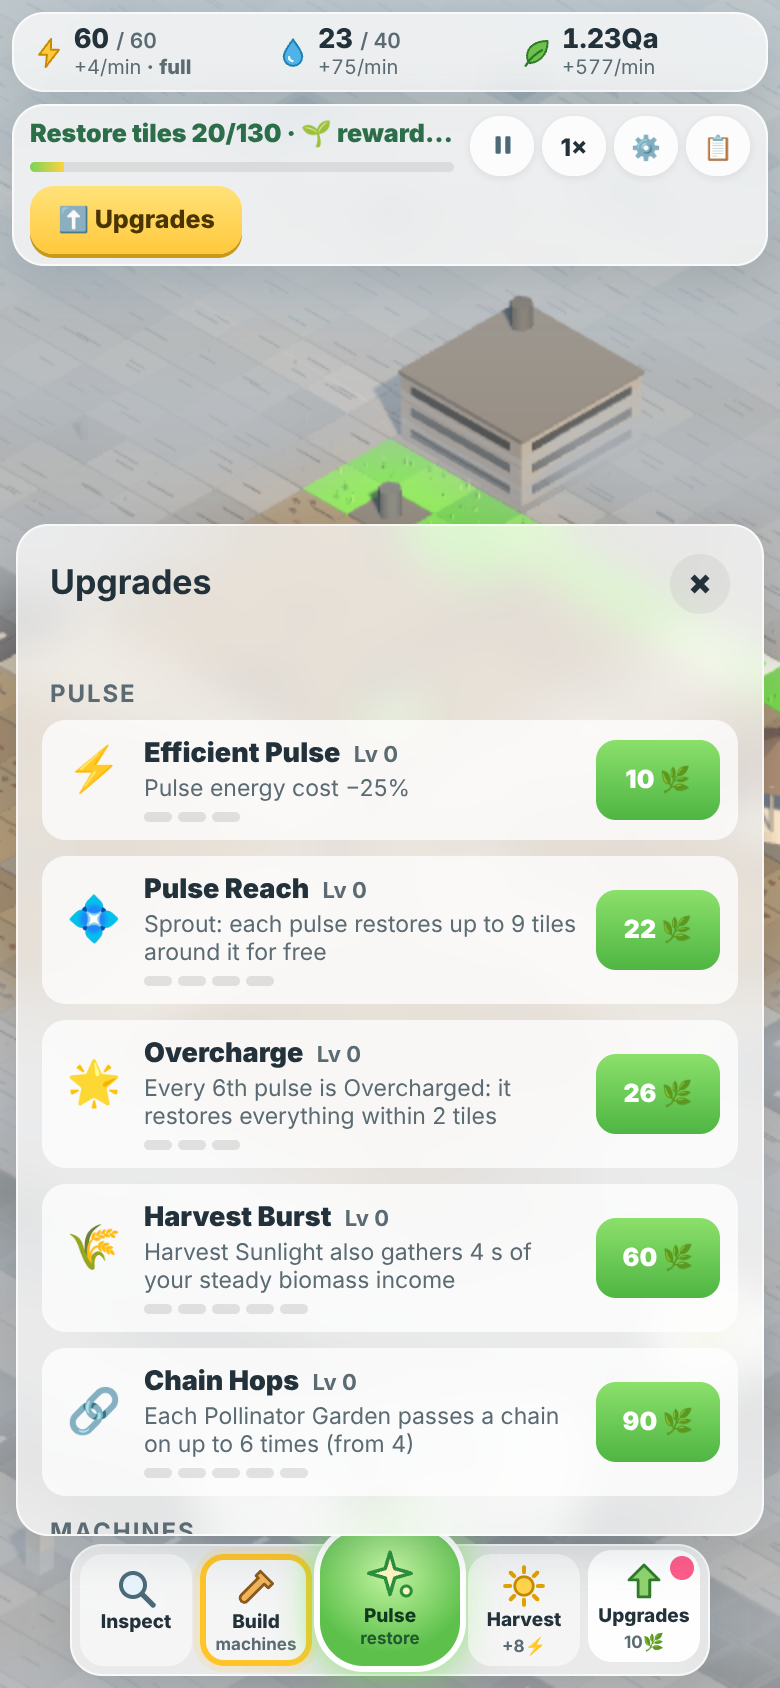 60 / 60
+4/min · full
23 / 40
+75/min
1.23Qa
+577/min
Restore tiles 20/130 · 🌱 reward…
1×
⬆️ Upgrades
Upgrades
PULSE
Efficient Pulse Lv 0
Pulse energy cost −25%
10 🌿
Pulse Reach Lv 0
Sprout: each pulse restores up to 9 tiles
around it for free
22 🌿
Overcharge Lv 0
Every 6th pulse is Overcharged: it
restores everything within 2 tiles
26 🌿
Harvest Burst Lv 0
Harvest Sunlight also gathers 4 s of
your steady biomass income
60 🌿
Chain Hops Lv 0
Each Pollinator Garden passes a chain
on up to 6 times (from 4)
90 🌿
MACHINES
Inspect
Build
machines
Pulse
restore
Harvest
+8⚡
Upgrades
10🌿